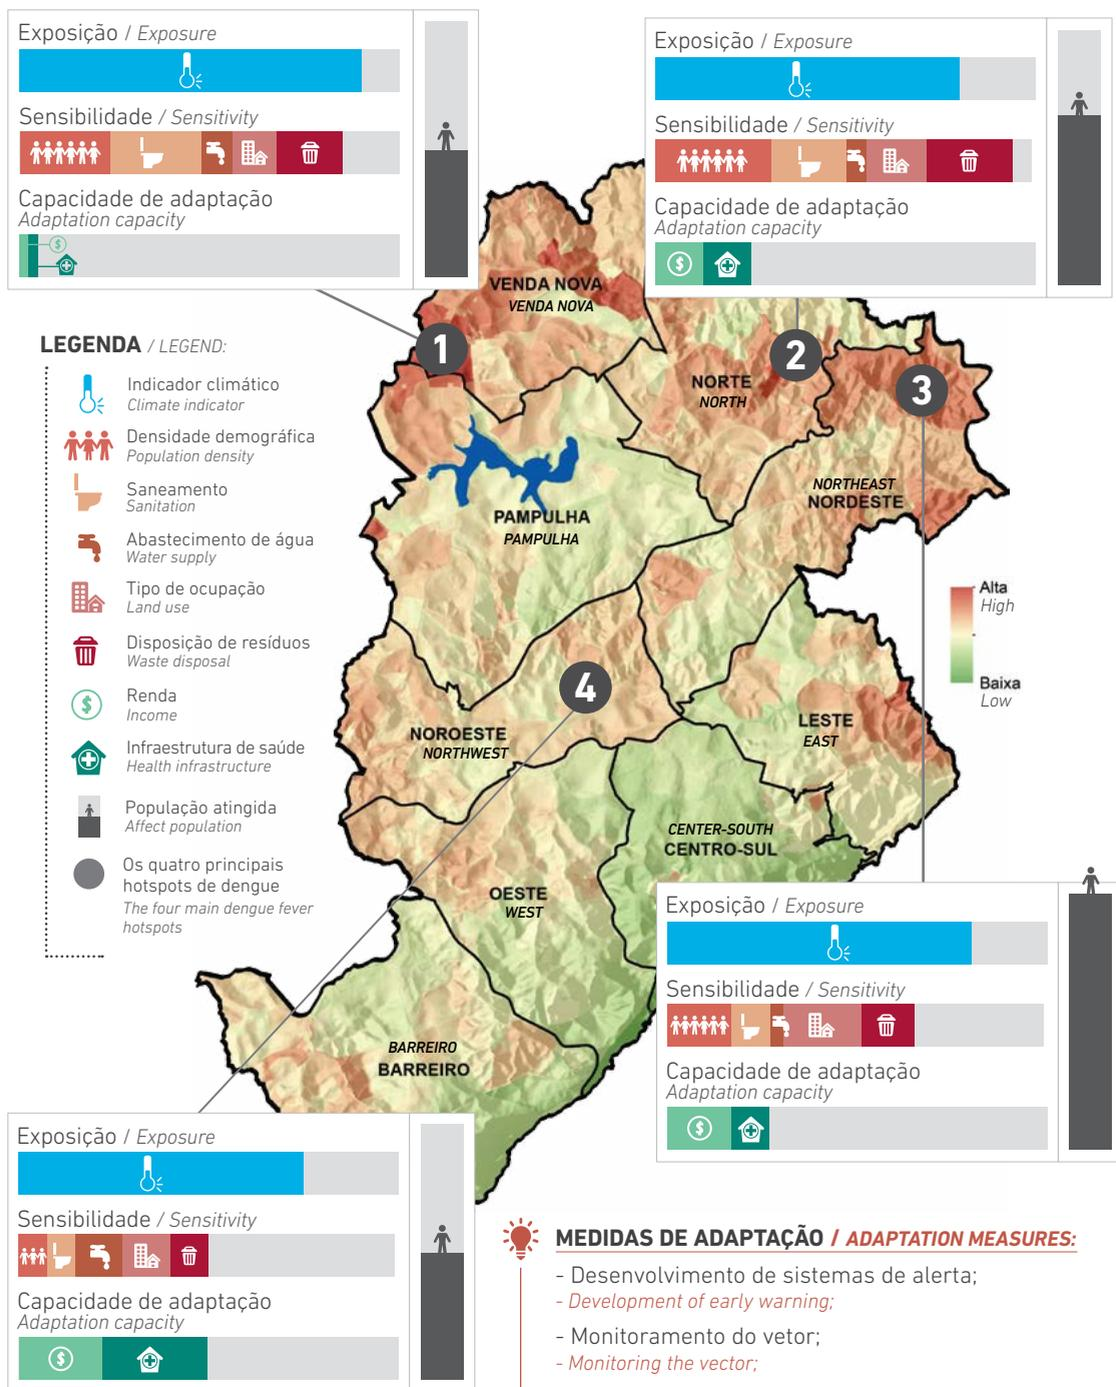 Exposição / Exposure
Sensibilidade / Sensitivity
Capacidade de adaptação
Adaptation capacity
$
Exposição / Exposure
Sensibilidade / Sensitivity
Capacidade de adaptação
Adaptation capacity
$
LEGENDA / LEGEND:
Indicador climático
Climate indicator
Densidade demográfica
Population density
Saneamento
Sanitation
Abastecimento de água
Water supply
Tipo de ocupação
Land use
Disposição de resíduos
Waste disposal
$
Renda
Income
Infraestrutura de saúde
Health infrastructure
População atingida
Affect population
Os quatro principais
hotspots de dengue
The four main dengue fever
hotspots
VENDA NOVA
VENDA NOVA
1
2
3
NORTE
NORTH
NORTHEAST
NORDESTE
PAMPULHA
PAMPULHA
4
NOROESTE
NORTHWEST
LESTE
EAST
CENTER-SOUTH
CENTRO-SUL
OESTE
WEST
BARREIRO
BARREIRO
Alta
High
Baixa
Low
Exposição / Exposure
Sensibilidade / Sensitivity
Capacidade de adaptação
Adaptation capacity
$
Exposição / Exposure
Sensibilidade / Sensitivity
Capacidade de adaptação
Adaptation capacity
$
MEDIDAS DE ADAPTAÇÃO / ADAPTATION MEASURES:
- Desenvolvimento de sistemas de alerta;
- Development of early warning;
- Monitoramento do vetor;
- Monitoring the vector;